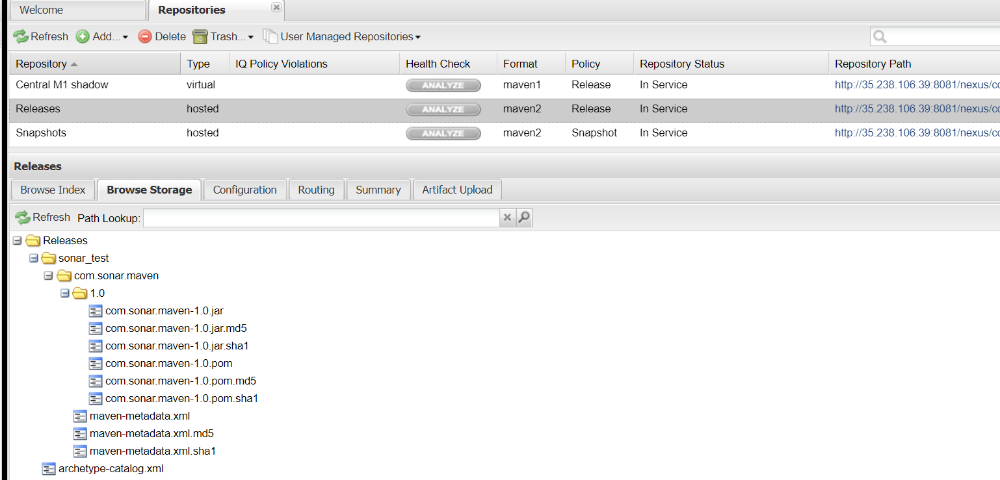 Welcome Repositories
Refresh Add... Delete Trash... User Managed Repositories
Repository Type IQ Policy Violations Health Check Format Policy Repository Status Repository Path
Central M1 shadow virtual ANALYZE maven1 Release In Service http://35.238.106.39:8081/nexus/co
Releases hosted ANALYZE maven2 Release In Service http://35.238.106.39:8081/nexus/co
Snapshots hosted ANALYZE maven2 Snapshot In Service http://35.238.106.39:8081/nexus/co
Releases
Browse Index Browse Storage Configuration Routing Summary Artifact Upload
Refresh Path Lookup:
Releases
sonar_test
com.sonar.maven
1.0
com.sonar.maven-1.0.jar
com.sonar.maven-1.0.jar.md5
com.sonar.maven-1.0.jar.sha1
com.sonar.maven-1.0.pom
com.sonar.maven-1.0.pom.md5
com.sonar.maven-1.0.pom.sha1
maven-metadata.xml
maven-metadata.xml.md5
maven-metadata.xml.sha1
archetype-catalog.xml